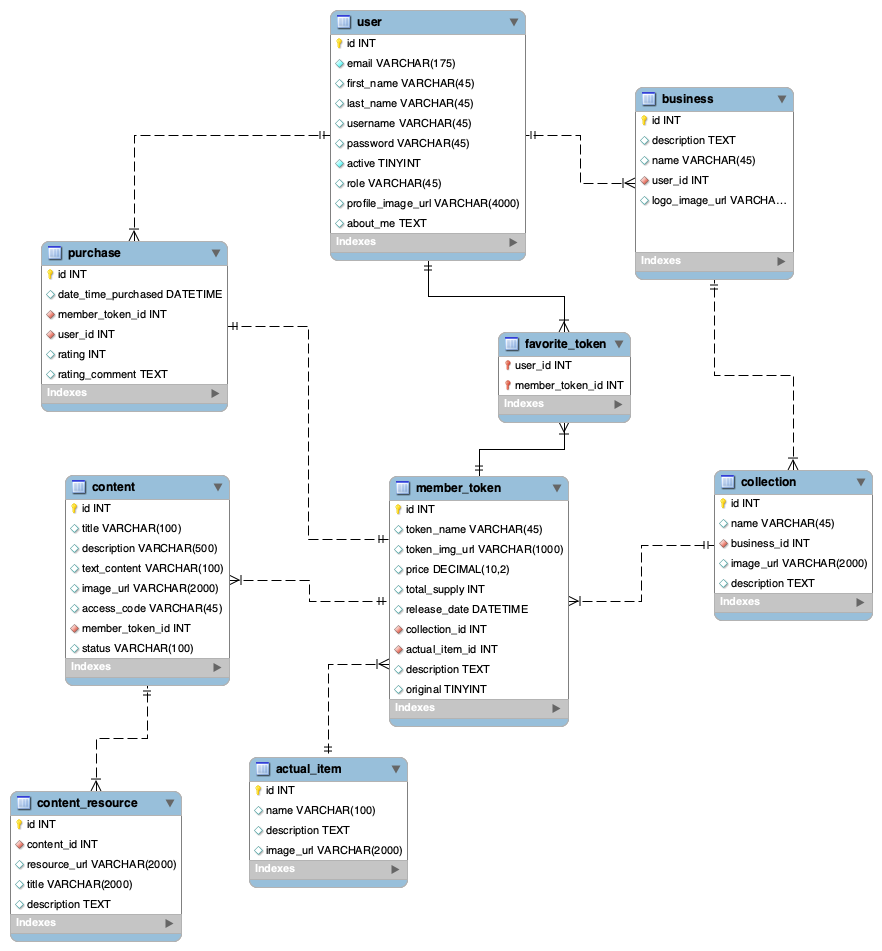 user
id INT
email VARCHAR(175)
first_name VARCHAR(45)
last_name VARCHAR(45)
username VARCHAR(45)
password VARCHAR(45)
active TINYINT
role VARCHAR(45)
profile_image_url VARCHAR(4000)
about_me TEXT
Indexes
business
id INT
description TEXT
name VARCHAR(45)
user_id INT
logo_image_url VARCHA...
Indexes
purchase
id INT
date_time_purchased DATETIME
member_token_id INT
user_id INT
rating INT
rating_comment TEXT
Indexes
favorite_token
user_id INT
member_token_id INT
Indexes
content
id INT
title VARCHAR(100)
description VARCHAR(500)
text_content VARCHAR(100)
image_url VARCHAR(2000)
access_code VARCHAR(45)
member_token_id INT
status VARCHAR(100)
Indexes
member_token
id INT
token_name VARCHAR(45)
token_img_url VARCHAR(1000)
price DECIMAL(10,2)
total_supply INT
release_date DATETIME
collection_id INT
actual_item_id INT
description TEXT
original TINYINT
Indexes
collection
id INT
name VARCHAR(45)
business_id INT
image_url VARCHAR(2000)
description TEXT
Indexes
actual_item
id INT
name VARCHAR(100)
description TEXT
image_url VARCHAR(2000)
Indexes
content_resource
id INT
content_id INT
resource_url VARCHAR(2000)
title VARCHAR(2000)
description TEXT
Indexes